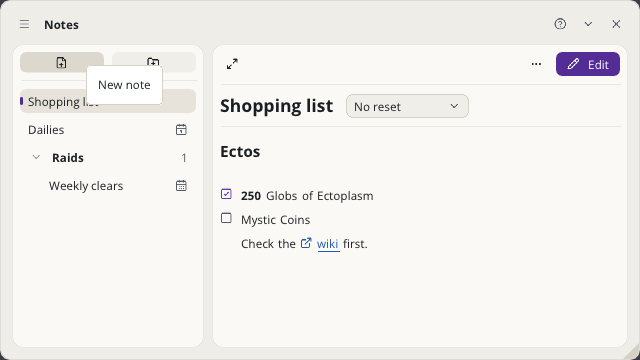 Notes
New note
Shopping list
Dailies
Raids 1
Weekly clears
Edit
Shopping list No reset
Ectos
250 Globs of Ectoplasm
Mystic Coins
Check the wiki first.